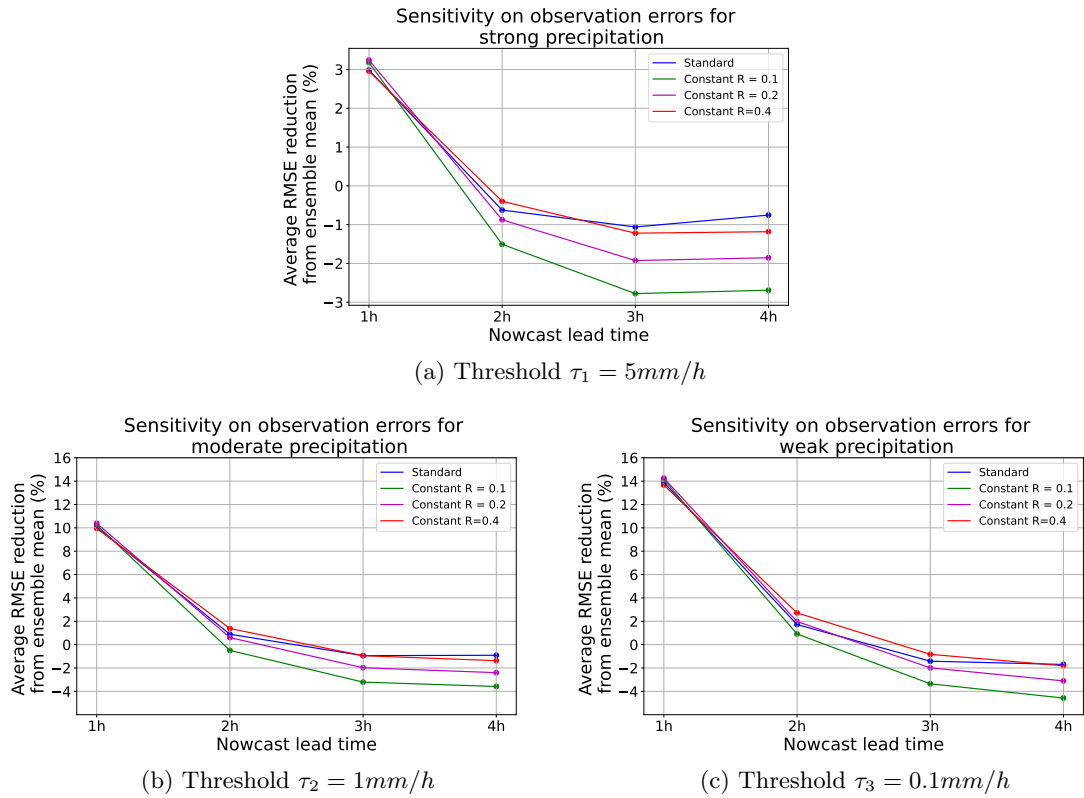 Sensitivity on observation errors for
strong precipitation
Average RMSE reduction
from ensemble mean (%)
3
2
1
0
−1
−2
−3
Standard
Constant R = 0.1
Constant R = 0.2
Constant R=0.4
1h 2h 3h 4h
Nowcast lead time
(a) Threshold τ₁ = 5mm/h
Sensitivity on observation errors for
moderate precipitation
Average RMSE reduction
from ensemble mean (%)
16
14
12
10
8
6
4
2
0
−2
−4
Standard
Constant R = 0.1
Constant R = 0.2
Constant R=0.4
1h 2h 3h 4h
Nowcast lead time
(b) Threshold τ₂ = 1mm/h
Sensitivity on observation errors for
weak precipitation
Average RMSE reduction
from ensemble mean (%)
16
14
12
10
8
6
4
2
0
−2
−4
Standard
Constant R = 0.1
Constant R = 0.2
Constant R=0.4
1h 2h 3h 4h
Nowcast lead time
(c) Threshold τ₃ = 0.1mm/h